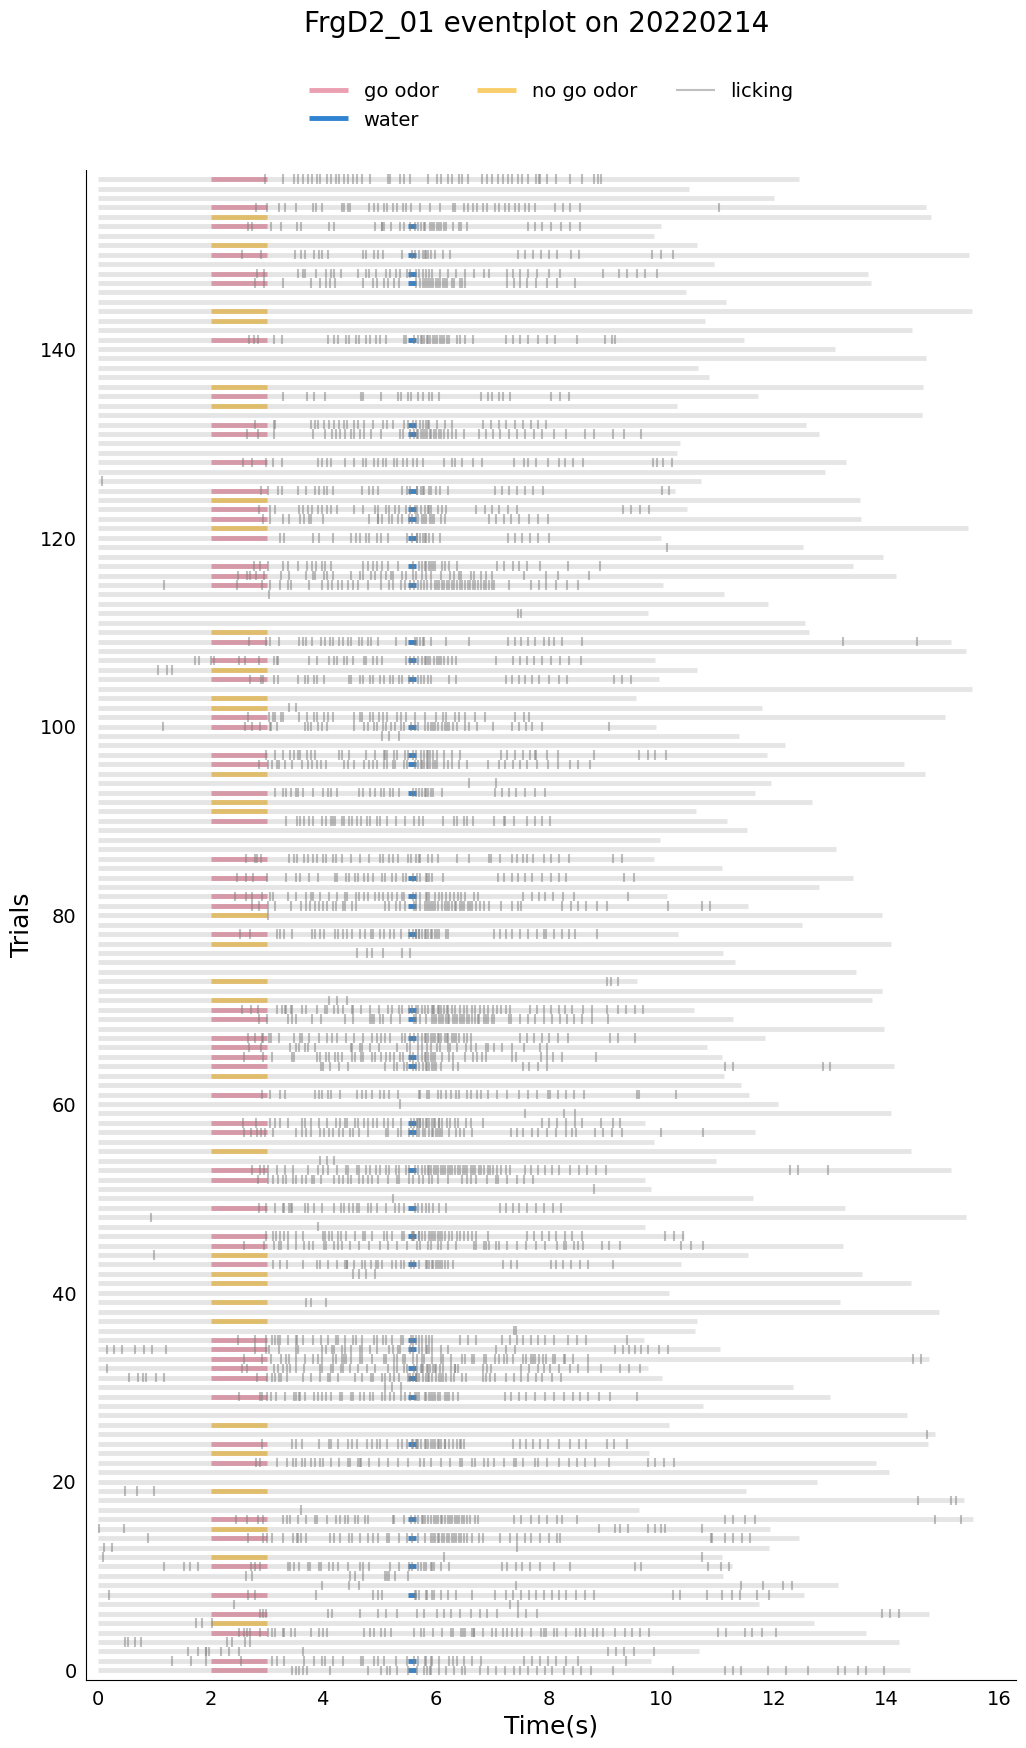 FrgD2_01 eventplot on 20220214
go odor
no go odor
licking
water
Trials
140
120
100
80
60
40
20
0
0 2 4 6 8 10 12 14 16
Time(s)